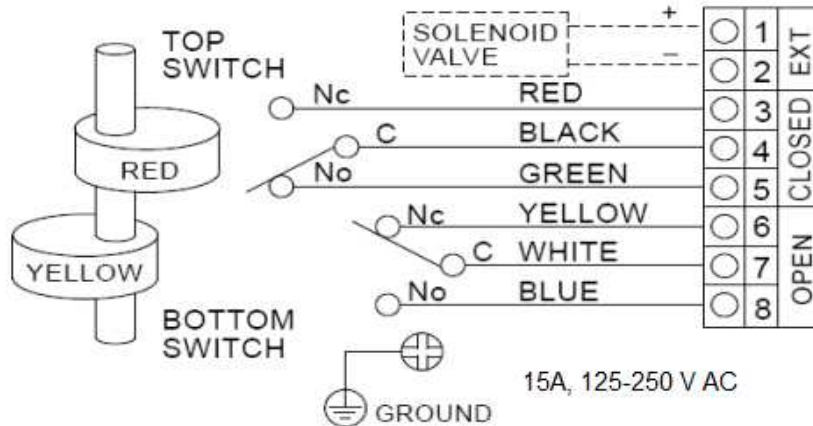 TOP
SWITCH
RED
YELLOW
BOTTOM
SWITCH
SOLENOID
VALVE
+
–
Nc RED
C BLACK
No GREEN
Nc YELLOW
C WHITE
No BLUE
1
2
EXT
3
4
5
CLOSED
6
7
8
OPEN
GROUND
15A, 125-250 V AC